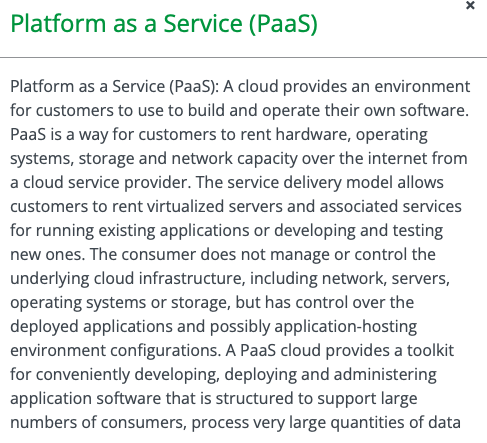 ×
Platform as a Service (PaaS)
Platform as a Service (PaaS): A cloud provides an environment
for customers to use to build and operate their own software.
PaaS is a way for customers to rent hardware, operating
systems, storage and network capacity over the internet from
a cloud service provider. The service delivery model allows
customers to rent virtualized servers and associated services
for running existing applications or developing and testing
new ones. The consumer does not manage or control the
underlying cloud infrastructure, including network, servers,
operating systems or storage, but has control over the
deployed applications and possibly application-hosting
environment configurations. A PaaS cloud provides a toolkit
for conveniently developing, deploying and administering
application software that is structured to support large
numbers of consumers, process very large quantities of data